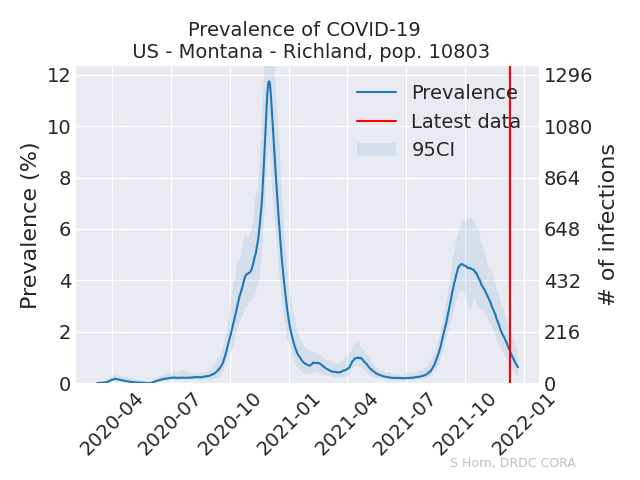 Prevalence of COVID-19
US - Montana - Richland, pop. 10803
Prevalence (%)
12
10
8
6
4
2
0
Prevalence
Latest data
95CI
1296
1080
864
648
432
216
0
# of infections
2020-04
2020-07
2020-10
2021-01
2021-04
2021-07
2021-10
2022-01
S Horn, DRDC CORA